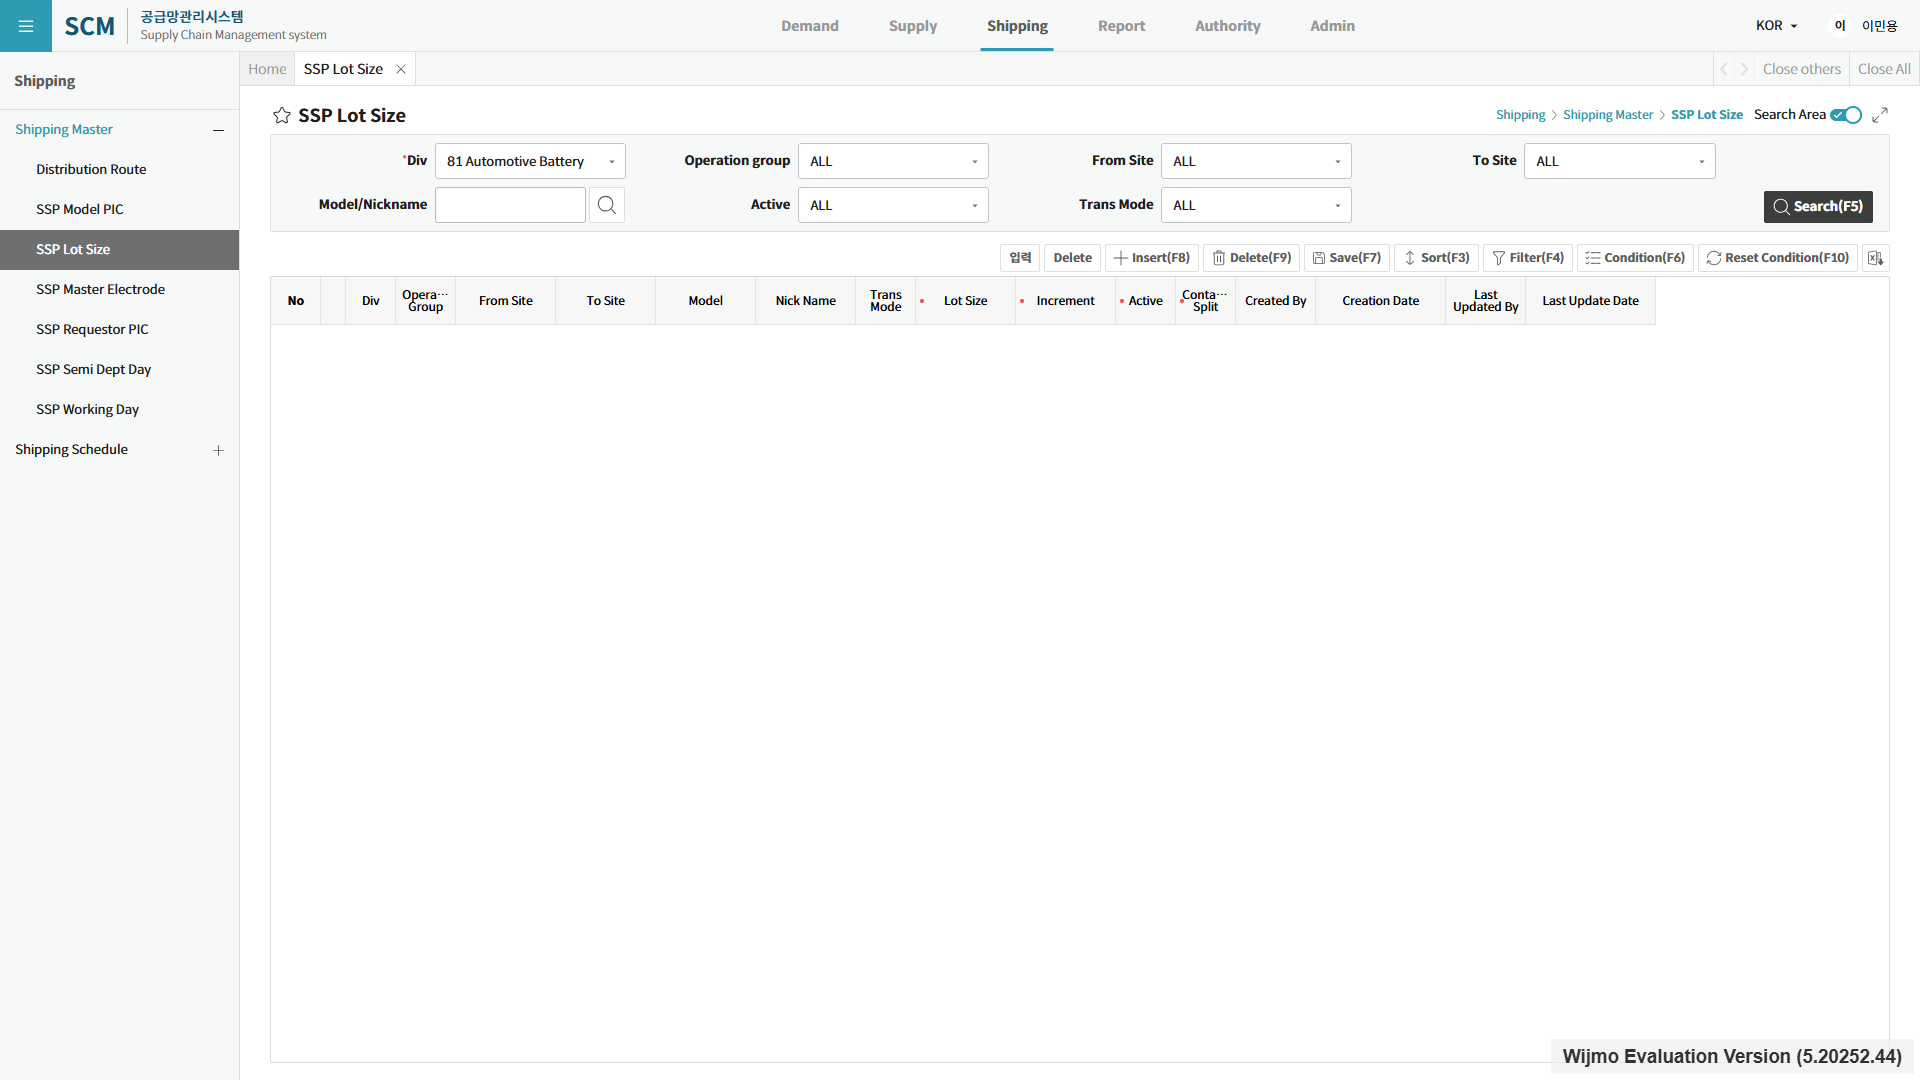 SCM
공급망관리시스템
Supply Chain Management system
Demand
Supply
Shipping
Report
Authority
Admin
KOR
이
이민용
Shipping
Home
SSP Lot Size
Close others
Close All
Shipping Master
Distribution Route
SSP Model PIC
SSP Lot Size
SSP Master Electrode
SSP Requestor PIC
SSP Semi Dept Day
SSP Working Day
Shipping Schedule
SSP Lot Size
Shipping > Shipping Master > SSP Lot Size
Search Area
*Div
81 Automotive Battery
Operation group
ALL
From Site
ALL
To Site
ALL
Model/Nickname
Active
ALL
Trans Mode
ALL
Search(F5)
입력
Delete
Insert(F8)
Delete(F9)
Save(F7)
Sort(F3)
Filter(F4)
Condition(F6)
Reset Condition(F10)
No
Div
Opera···
Group
From Site
To Site
Model
Nick Name
Trans
Mode
Lot Size
Increment
Active
Conta···
Split
Created By
Creation Date
Last
Updated By
Last Update Date
Wijmo Evaluation Version (5.20252.44)